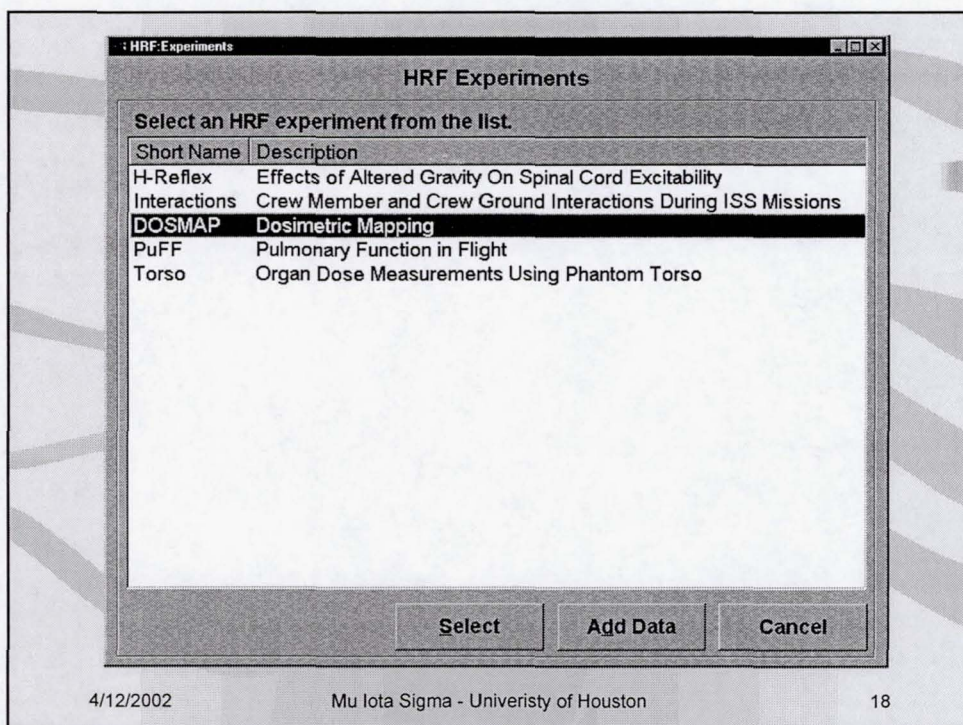 HRF:Experiments
HRF Experiments
Select an HRF experiment from the list.
Short Name Description
H-Reflex Effects of Altered Gravity On Spinal Cord Excitability
Interactions Crew Member and Crew Ground Interactions During ISS Missions
DOSMAP Dosimetric Mapping
PuFF Pulmonary Function in Flight
Torso Organ Dose Measurements Using Phantom Torso
Select Add Data Cancel
4/12/2002 Mu Iota Sigma - Univeristy of Houston 18